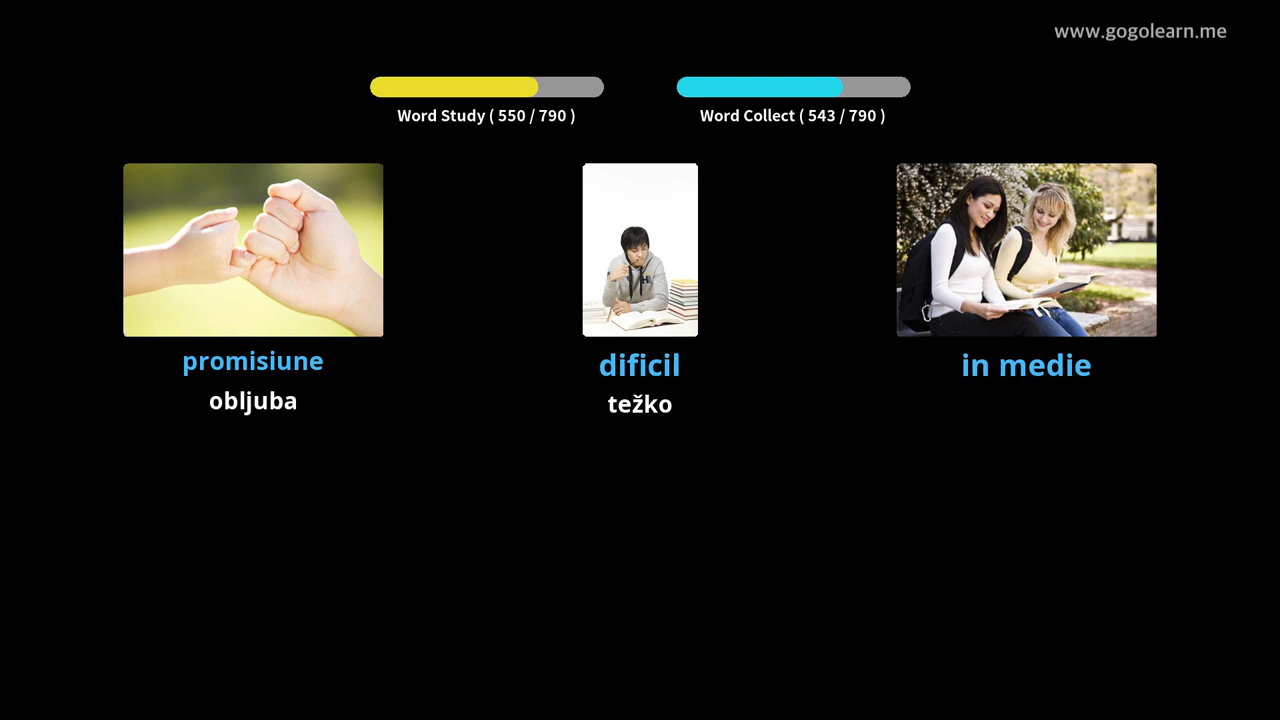 www.gogolearn.me
Word Study ( 550 / 790 )
Word Collect ( 543 / 790 )
promisiune
obljuba
dificil
težko
in medie